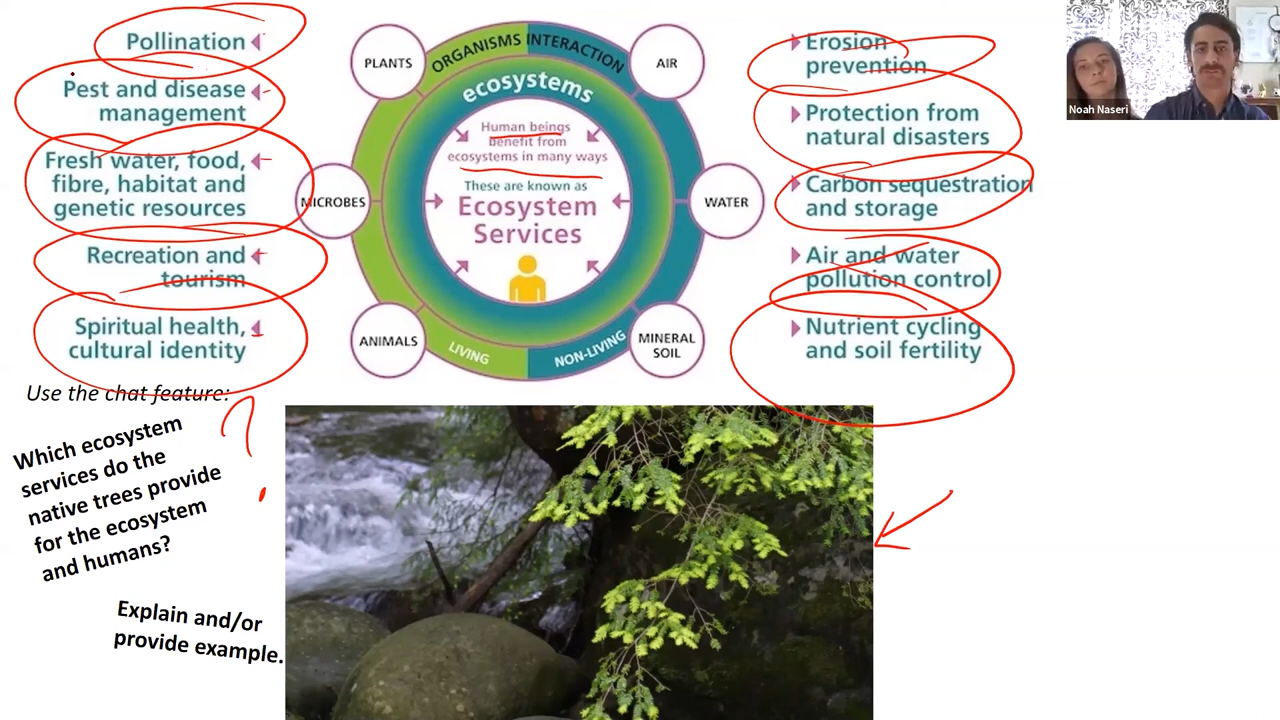 Pollination
Pest and disease
management
Fresh water, food,
fibre, habitat and
genetic resources
Recreation and
tourism
Spiritual health,
cultural identity
PLANTS
ORGANISMS
INTERACTION
AIR
ecosystems
Human beings
benefit from
ecosystems in many ways
These are known as
Ecosystem
Services
MICROBES
WATER
ANIMALS
LIVING
NON-LIVING
MINERAL
SOIL
Erosion
prevention
Protection from
natural disasters
Carbon sequestration
and storage
Air and water
pollution control
Nutrient cycling
and soil fertility
Noah Naseri
Use the chat feature:
?
Which ecosystem
services do the
native trees provide
for the ecosystem
and humans?
Explain and/or
provide example.